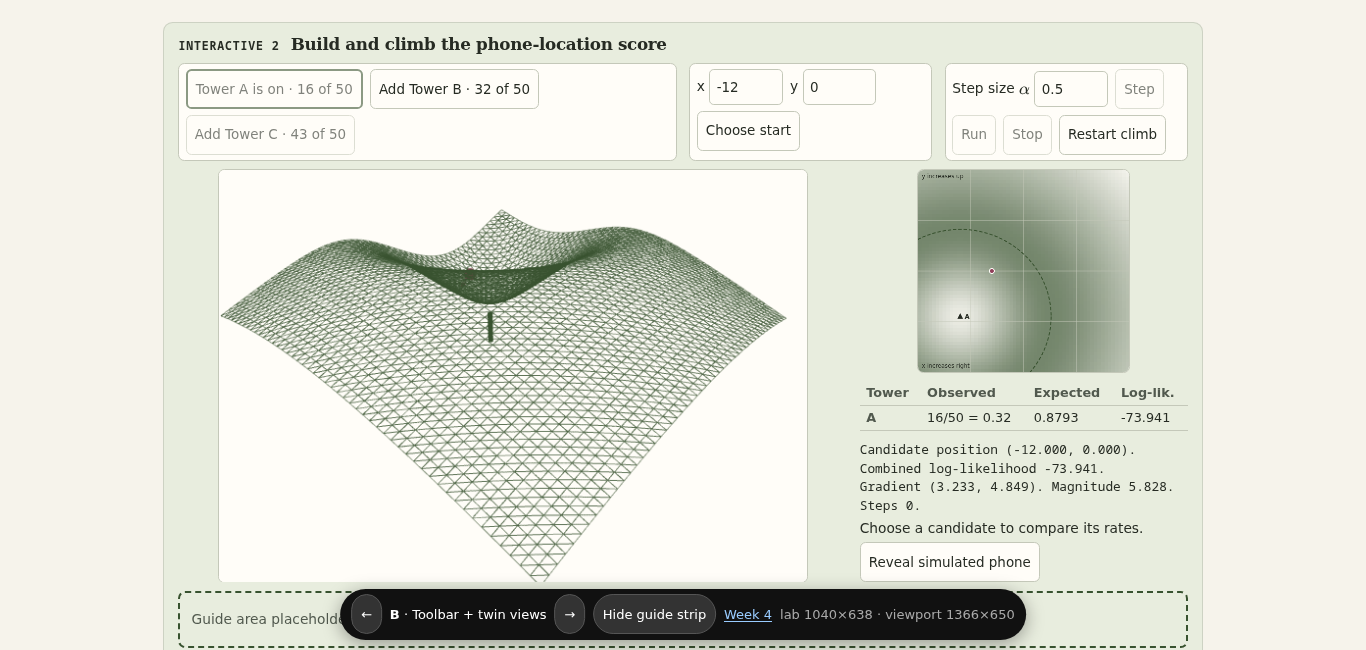 INTERACTIVE 2 Build and climb the phone-location score
Tower A is on · 16 of 50
Add Tower B · 32 of 50
Add Tower C · 43 of 50
x -12 y 0
Choose start
Step size α 0.5 Step
Run Stop Restart climb
y increases up
▲A
x increases right
Tower Observed Expected Log-lik.
A 16/50 = 0.32 0.8793 -73.941
Candidate position (-12.000, 0.000).
Combined log-likelihood -73.941.
Gradient (3.233, 4.849). Magnitude 5.828.
Steps 0.
Choose a candidate to compare its rates.
Reveal simulated phone
Guide area
← B · Toolbar + twin views → Hide guide strip Week 4 lab 1040×638 · viewport 1366×650